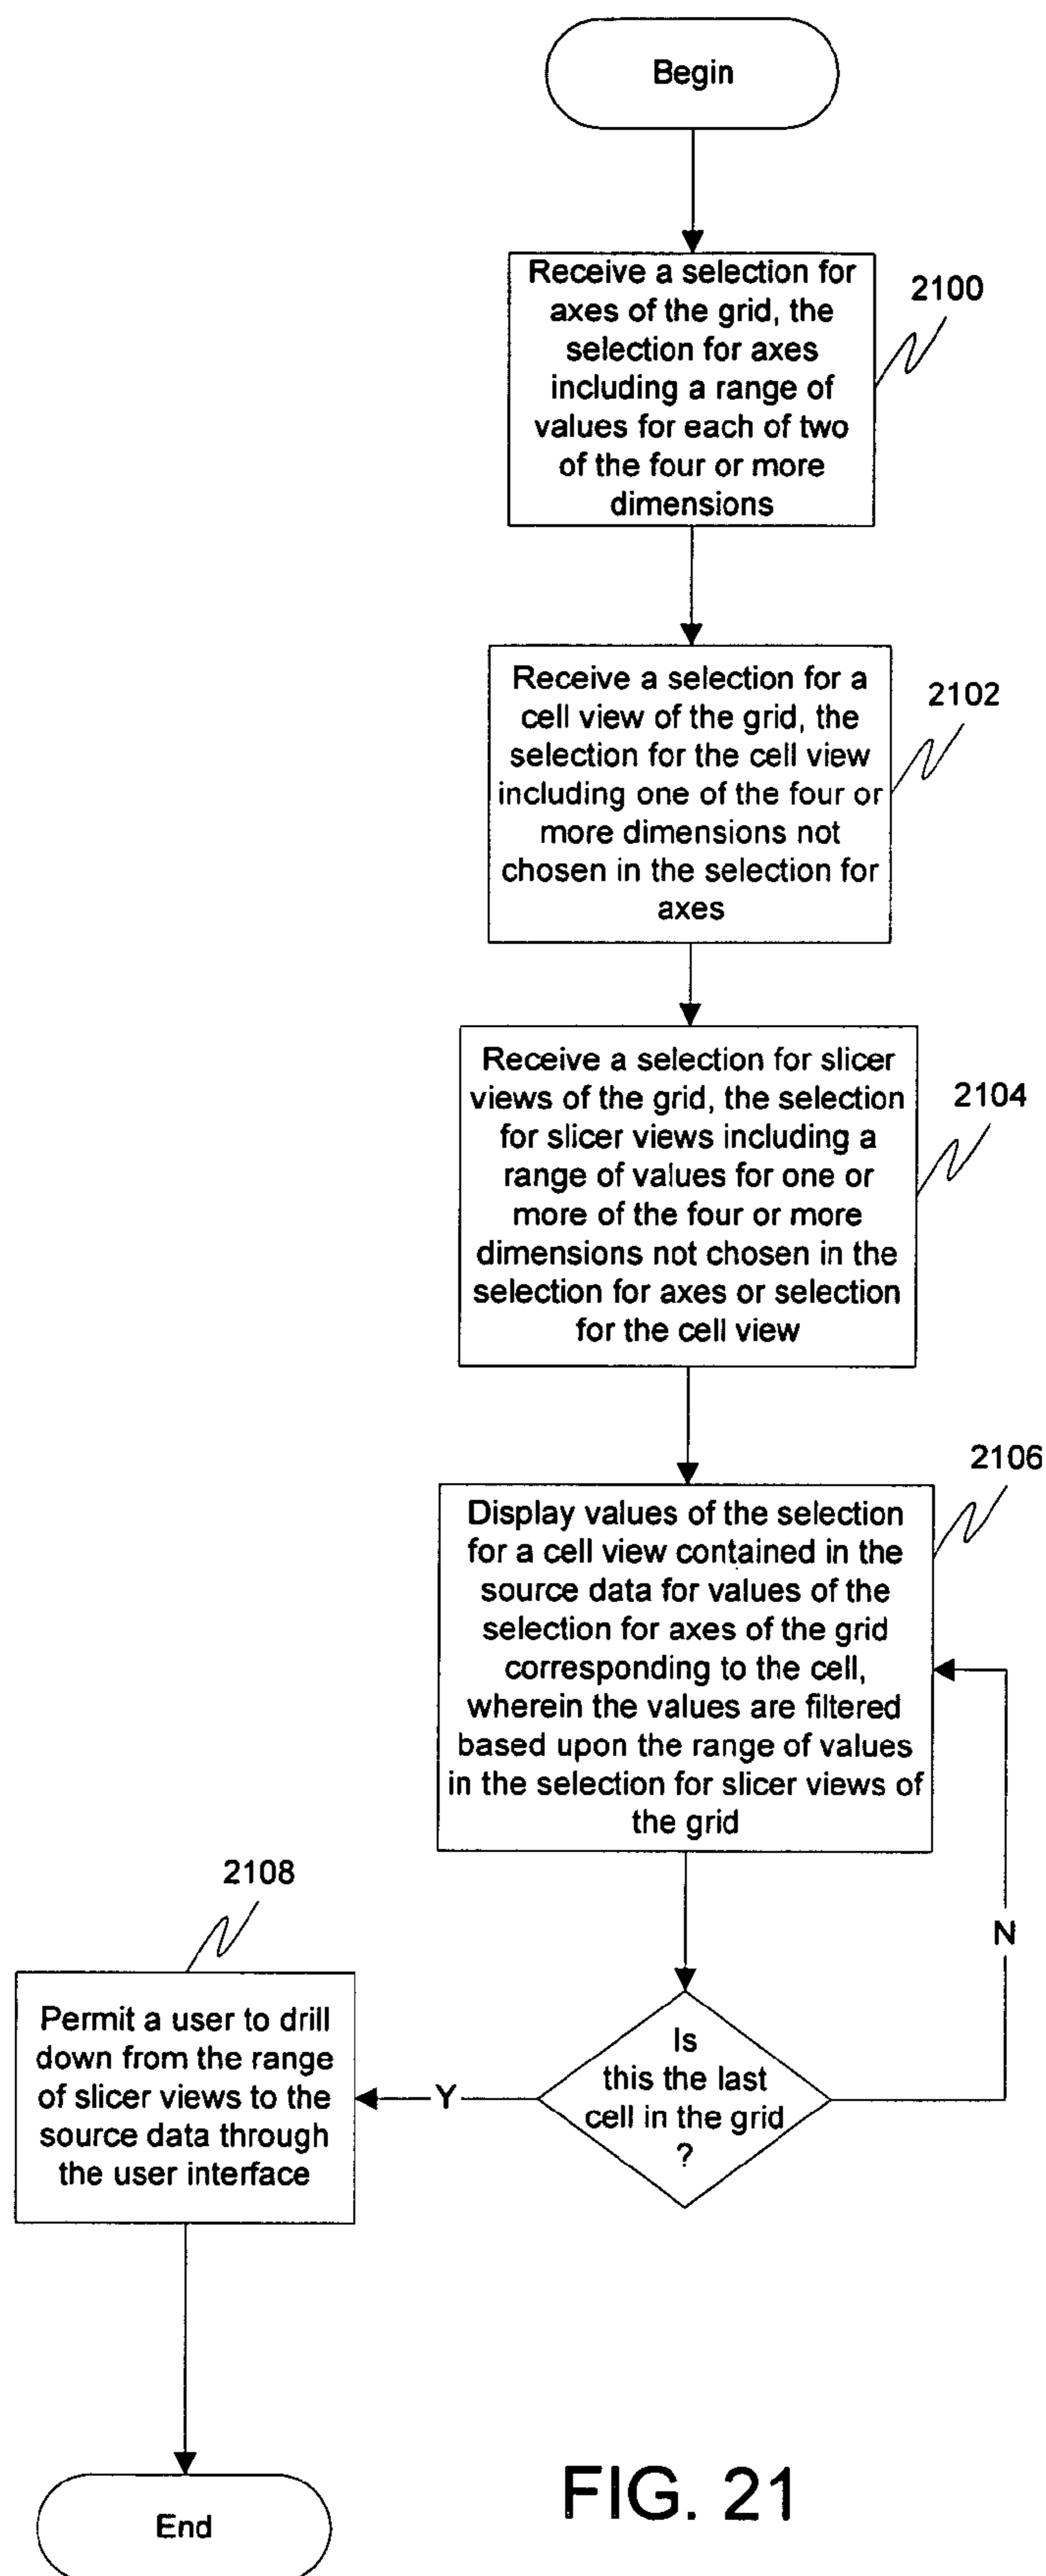 Begin
Receive a selection for
axes of the grid, the
selection for axes
including a range of
values for each of two
of the four or more
dimensions
2100
Receive a selection for a
cell view of the grid, the
selection for the cell view
including one of the four or
more dimensions not
chosen in the selection for
axes
2102
Receive a selection for slicer
views of the grid, the selection
for slicer views including a
range of values for one or
more of the four or more
dimensions not chosen in the
selection for axes or selection
for the cell view
2104
Display values of the selection
for a cell view contained in the
source data for values of the
selection for axes of the grid
corresponding to the cell,
wherein the values are filtered
based upon the range of values
in the selection for slicer views of
the grid
2106
N
Is
this the last
cell in the grid
?
Y
2108
Permit a user to drill
down from the range
of slicer views to the
source data through
the user interface
End
FIG. 21